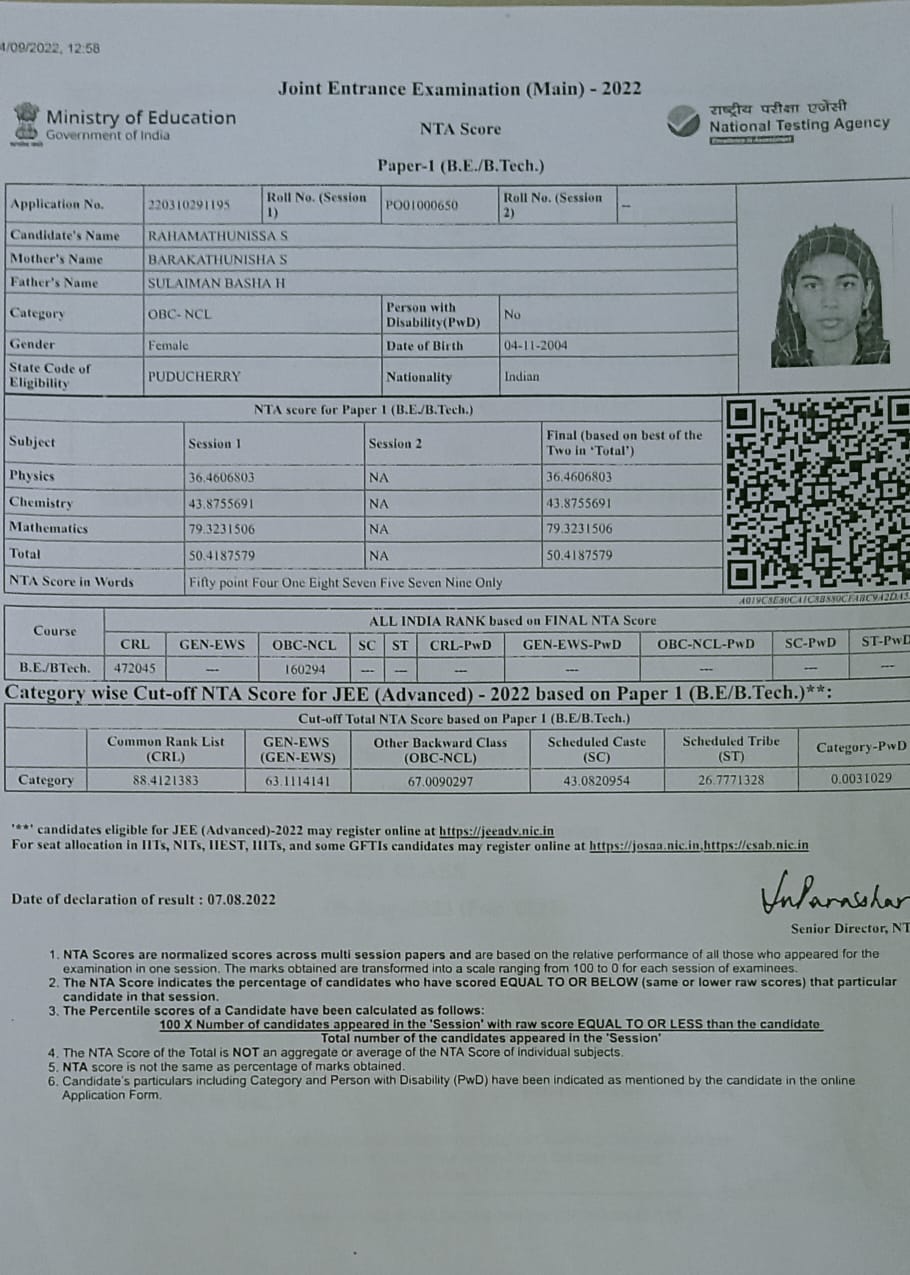 4/09/2022, 12:58
Joint Entrance Examination (Main) - 2022
Ministry of Education
Government of India
NTA Score
राष्ट्रीय परीक्षा एजेंसी
National Testing Agency
Excellence in Assessment
Paper-1 (B.E./B.Tech.)
Application No. 220310291195 Roll No. (Session 1) PO01000650 Roll No. (Session 2) --
Candidate's Name RAHAMATHUNISSA S
Mother's Name BARAKATHUNISHA S
Father's Name SULAIMAN BASHA H
Category OBC- NCL Person with Disability(PwD) No
Gender Female Date of Birth 04-11-2004
State Code of Eligibility PUDUCHERRY Nationality Indian
NTA score for Paper 1 (B.E./B.Tech.)
Subject Session 1 Session 2 Final (based on best of the Two in ‘Total’)
Physics 36.4606803 NA 36.4606803
Chemistry 43.8755691 NA 43.8755691
Mathematics 79.3231506 NA 79.3231506
Total 50.4187579 NA 50.4187579
NTA Score in Words Fifty point Four One Eight Seven Five Seven Nine Only
ALL INDIA RANK based on FINAL NTA Score
Course CRL GEN-EWS OBC-NCL SC ST CRL-PwD GEN-EWS-PwD OBC-NCL-PwD SC-PwD ST-PwD
B.E./BTech. 472045 --- 160294 --- --- --- --- --- --- ---
Category wise Cut-off NTA Score for JEE (Advanced) - 2022 based on Paper 1 (B.E/B.Tech.)**:
Cut-off Total NTA Score based on Paper 1 (B.E/B.Tech.)
Common Rank List (CRL) GEN-EWS (GEN-EWS) Other Backward Class (OBC-NCL) Scheduled Caste (SC) Scheduled Tribe (ST) Category-PwD
Category 88.4121383 63.1114141 67.0090297 43.0820954 26.7771328 0.0031029
'**' candidates eligible for JEE (Advanced)-2022 may register online at https://jeeadv.nic.in
For seat allocation in IITs, NITs, IIEST, IIITs, and some GFTIs candidates may register online at https://josaa.nic.in,https://csab.nic.in
Date of declaration of result : 07.08.2022
Senior Director, NT
1. NTA Scores are normalized scores across multi session papers and are based on the relative performance of all those who appeared for the
examination in one session. The marks obtained are transformed into a scale ranging from 100 to 0 for each session of examinees.
2. The NTA Score indicates the percentage of candidates who have scored EQUAL TO OR BELOW (same or lower raw scores) that particular
candidate in that session.
3. The Percentile scores of a Candidate have been calculated as follows:
100 X Number of candidates appeared in the 'Session' with raw score EQUAL TO OR LESS than the candidate
Total number of the candidates appeared in the 'Session'
4. The NTA Score of the Total is NOT an aggregate or average of the NTA Score of individual subjects.
5. NTA score is not the same as percentage of marks obtained.
6. Candidate's particulars including Category and Person with Disability (PwD) have been indicated as mentioned by the candidate in the online
Application Form.